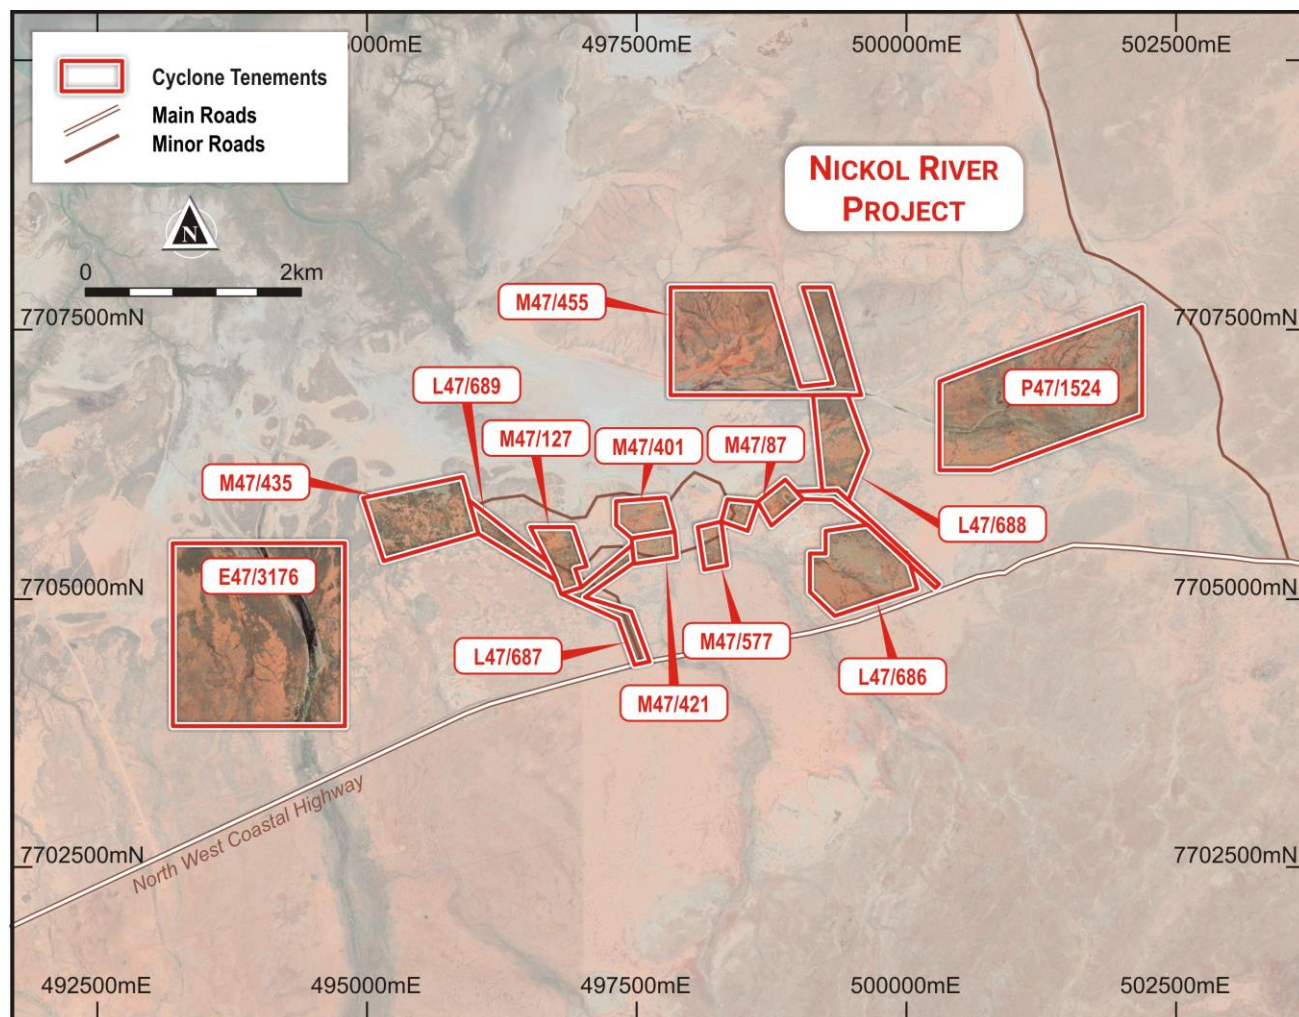 Cyclone Tenements
Main Roads
Minor Roads
000mE
497500mE
500000mE
502500mE
NICKOL RIVER
PROJECT
N
0
2km
7707500mN
7707500mN
M47/455
L47/689
P47/1524
M47/127
M47/401
M47/87
M47/435
L47/688
E47/3176
7705000mN
7705000mN
L47/687
M47/577
L47/686
M47/421
North West Coastal Highway
7702500mN
7702500mN
492500mE
495000mE
497500mE
500000mE
502500mE